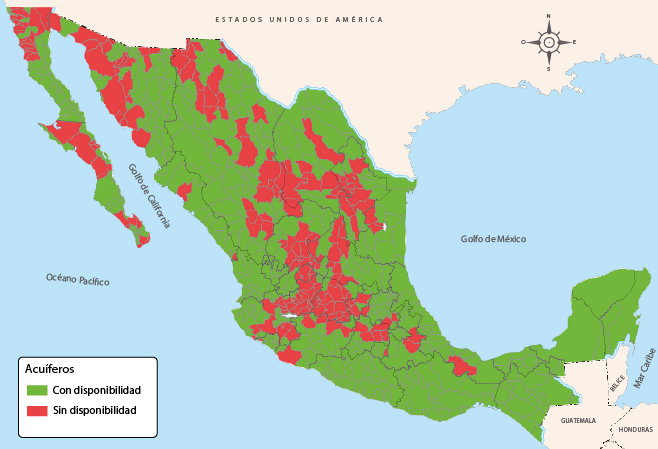 ESTADOS UNIDOS DE AMÉRICA
N
O
E
S
Golfo de California
Golfo de México
Océano Pacífico
Mar Caribe
BELICE
GUATEMALA
HONDURAS
Acuíferos
Con disponibilidad
Sin disponibilidad